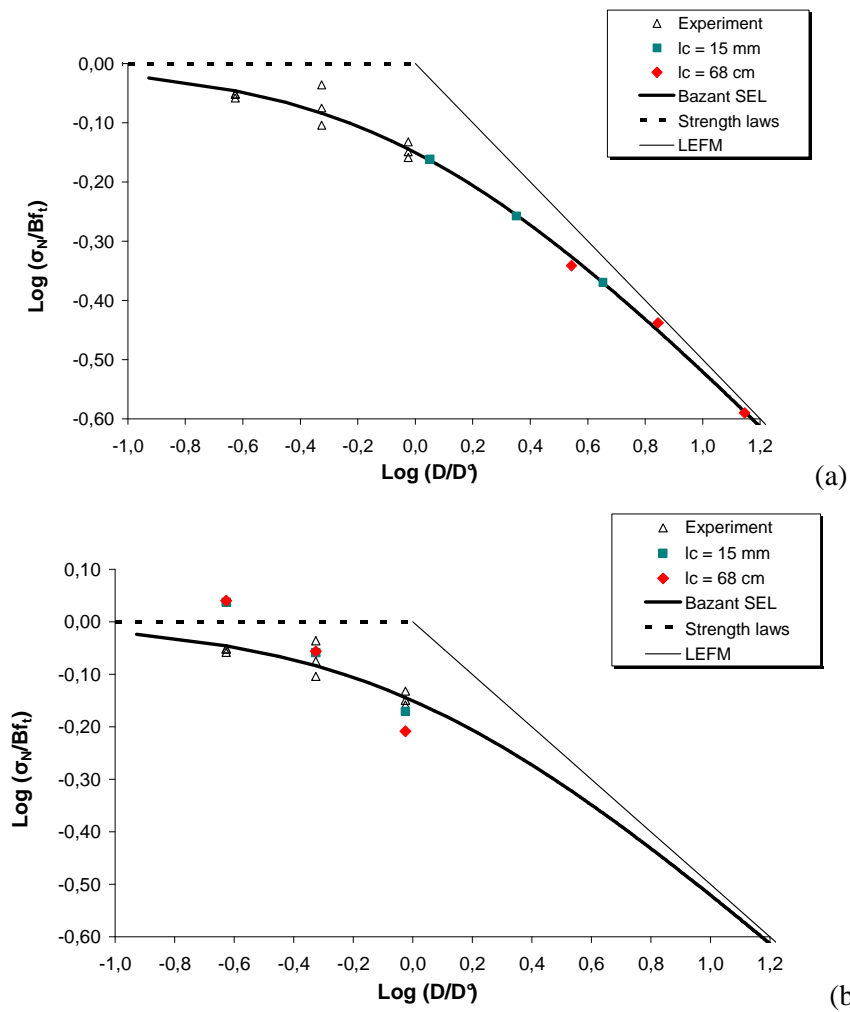 Experiment
lc = 15 mm
lc = 68 cm
Bazant SEL
Strength laws
LEFM
0,00
-0,10
-0,20
-0,30
-0,40
-0,50
-0,60
Log (σN/Bft)
-1,0 -0,8 -0,6 -0,4 -0,2 0,0 0,2 0,4 0,6 0,8 1,0 1,2
Log (D/D°)
(a)
Experiment
lc = 15 mm
lc = 68 cm
Bazant SEL
Strength laws
LEFM
0,10
0,00
-0,10
-0,20
-0,30
-0,40
-0,50
-0,60
Log (σN/Bft)
-1,0 -0,8 -0,6 -0,4 -0,2 0,0 0,2 0,4 0,6 0,8 1,0 1,2
Log (D/D°)
(b